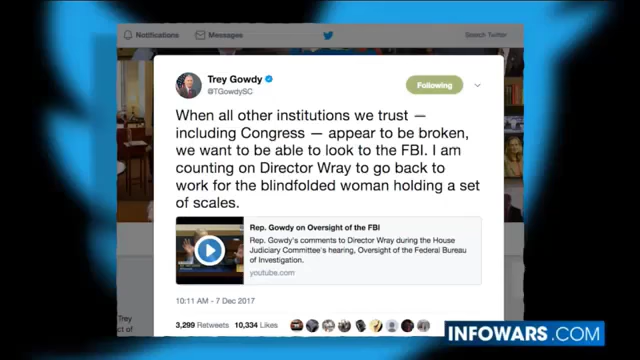 Notifications
Messages
Search Twitter
Trey Gowdy
@TGowdySC
Following
When all other institutions we trust —
including Congress — appear to be broken,
we want to be able to look to the FBI. I am
counting on Director Wray to go back to
work for the blindfolded woman holding a set
of scales.
Rep. Gowdy on Oversight of the FBI
Rep. Gowdy's comments to Director Wray during the House
Judiciary Committee's hearing, Oversight of the Federal Bureau
of Investigation.
youtube.com
10:11 AM - 7 Dec 2017
Trey
ct of
3,299 Retweets 10,334 Likes
INFOWARS.COM